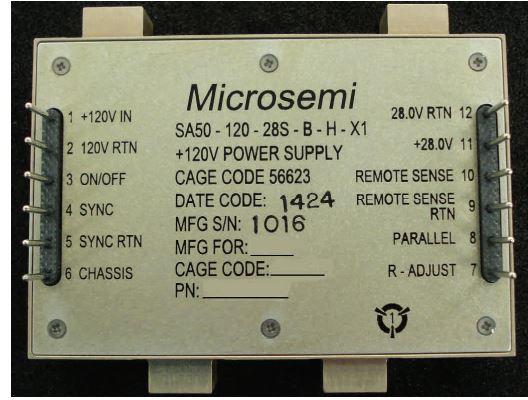 Microsemi
SA50 - 120 - 28S - B - H - X1
+120V POWER SUPPLY
CAGE CODE 56623
DATE CODE: 1424
MFG S/N: 1016
MFG FOR:
CAGE CODE:
PN:
1 +120V IN
2 120V RTN
3 ON/OFF
4 SYNC
5 SYNC RTN
6 CHASSIS
28.0V RTN 12
+28.0V 11
REMOTE SENSE 10
REMOTE SENSE
RTN 9
PARALLEL 8
R - ADJUST 7
1